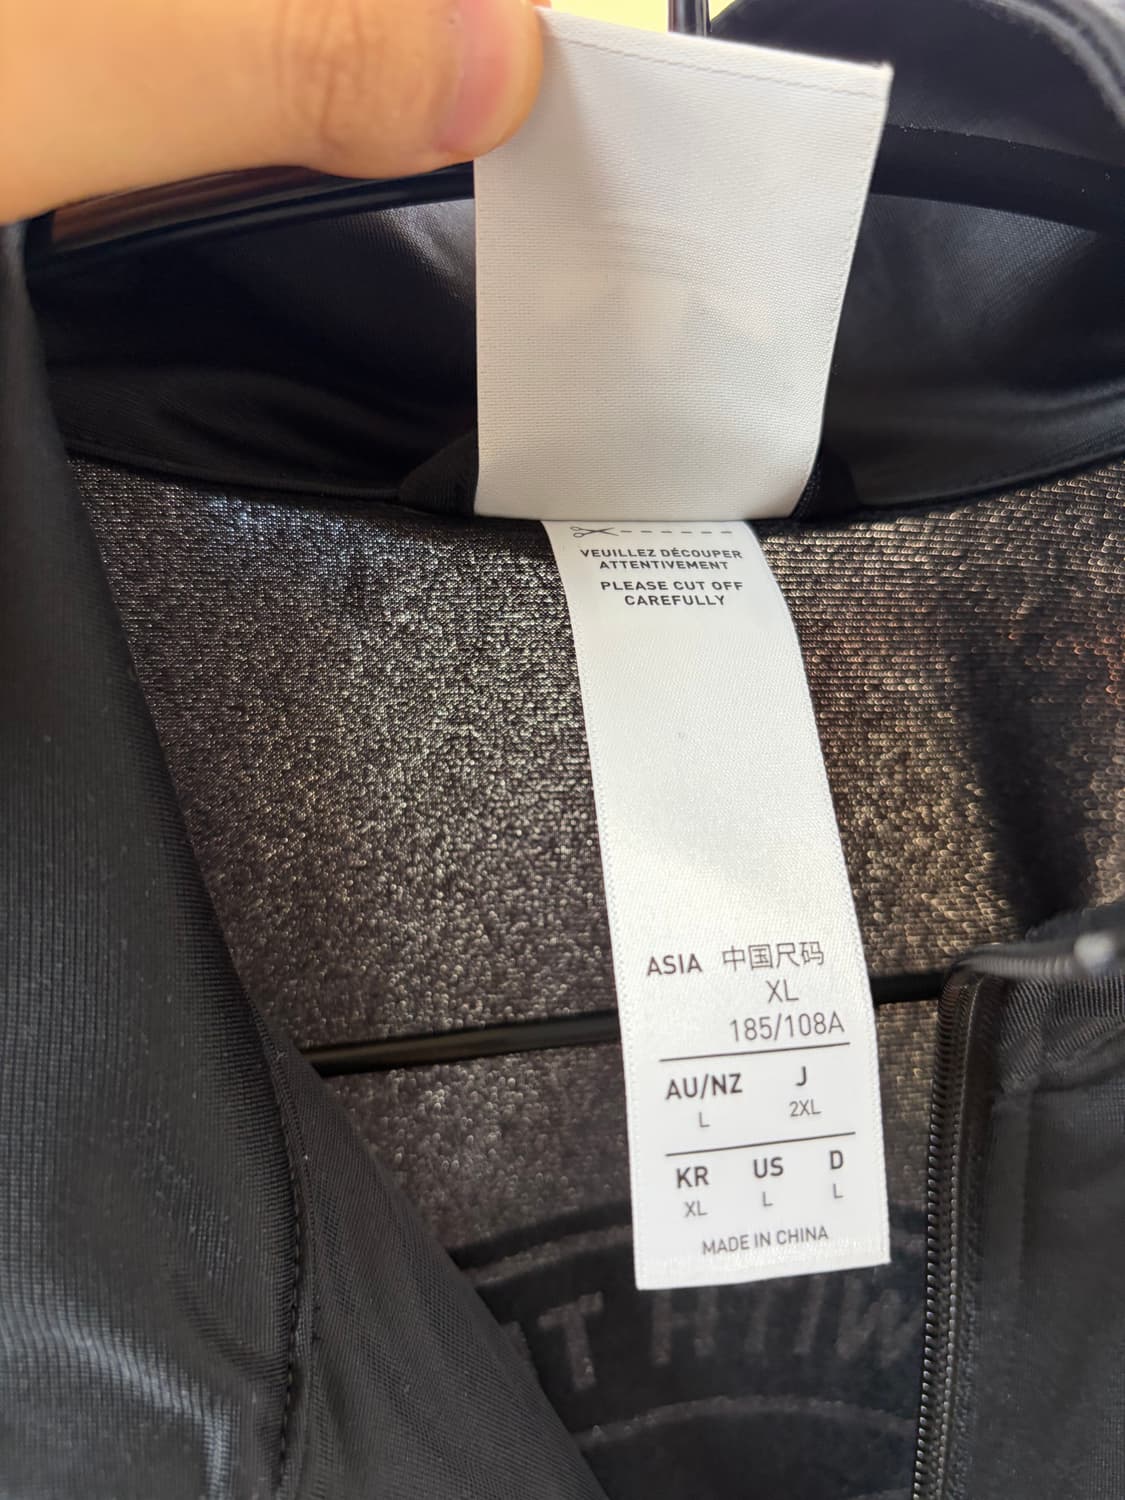 VEUILLEZ DÉCOUPER
ATTENTIVEMENT
PLEASE CUT OFF
CAREFULLY
ASIA 中国尺码
XL
185/108A
AU/NZ J
L 2XL
KR US D
XL L L
MADE IN CHINA